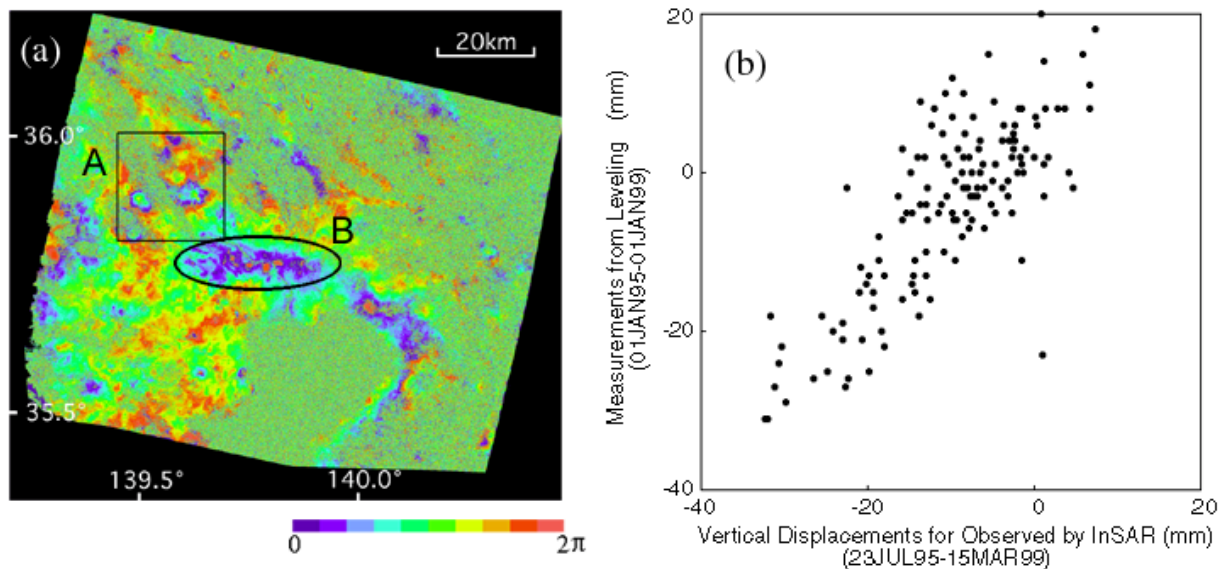 (a)
20km
36.0°
A
B
35.5°
139.5°
140.0°
0
2π
(b)
20
0
-20
-40
-40
-20
0
20
Measurements from Leveling (mm)
(01JAN95-01JAN99)
Vertical Displacements for Observed by InSAR (mm)
(23JUL95-15MAR99)